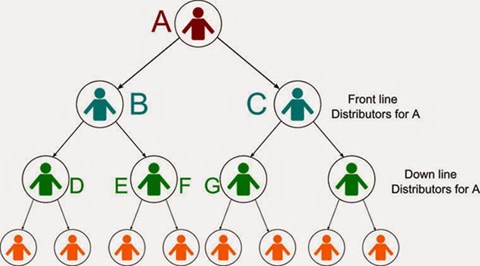 A
B
C
Front line
Distributors for A
D
E
F
G
Down line
Distributors for A